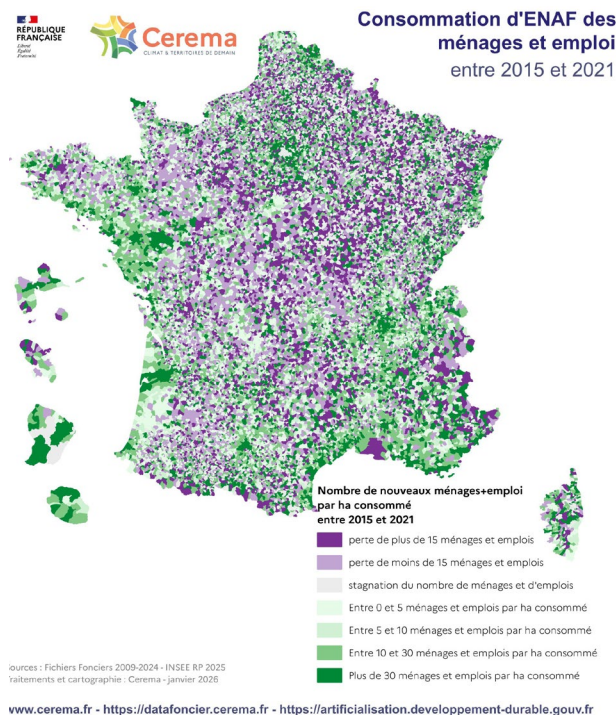 RÉPUBLIQUE
FRANÇAISE
Liberté
Égalité
Fraternité
Cerema
CLIMAT & TERRITOIRES DE DEMAIN
Consommation d'ENAF des
ménages et emploi
entre 2015 et 2021
Nombre de nouveaux ménages+emploi
par ha consommé
entre 2015 et 2021
perte de plus de 15 ménages et emplois
perte de moins de 15 ménages et emplois
stagnation du nombre de ménages et d'emplois
Entre 0 et 5 ménages et emplois par ha consommé
Entre 5 et 10 ménages et emplois par ha consommé
Entre 10 et 30 ménages et emplois par ha consommé
Plus de 30 ménages et emplois par ha consommé
ources : Fichiers Fonciers 2009-2024 - INSEE RP 2025
raitements et cartographie : Cerema - janvier 2026
www.cerema.fr - https://datafoncier.cerema.fr - https://artificialisation.developpement-durable.gouv.fr